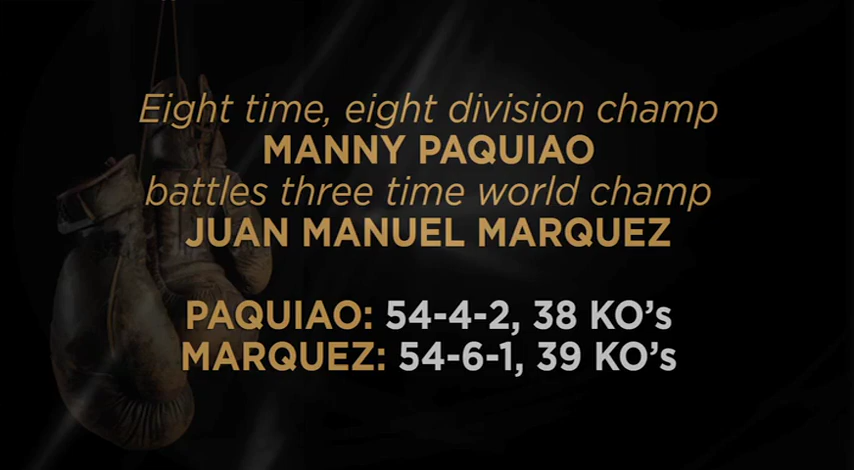 Eight time, eight division champ
MANNY PAQUIAO
battles three time world champ
JUAN MANUEL MARQUEZ
PAQUIAO: 54-4-2, 38 KO’s
MARQUEZ: 54-6-1, 39 KO’s